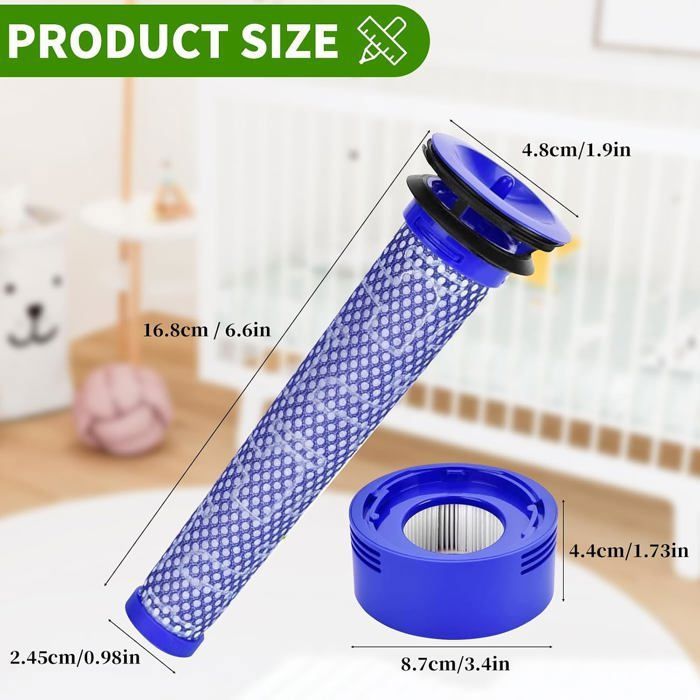 PRODUCT SIZE
4.8cm/1.9in
16.8cm / 6.6in
4.4cm/1.73in
2.45cm/0.98in
8.7cm/3.4in